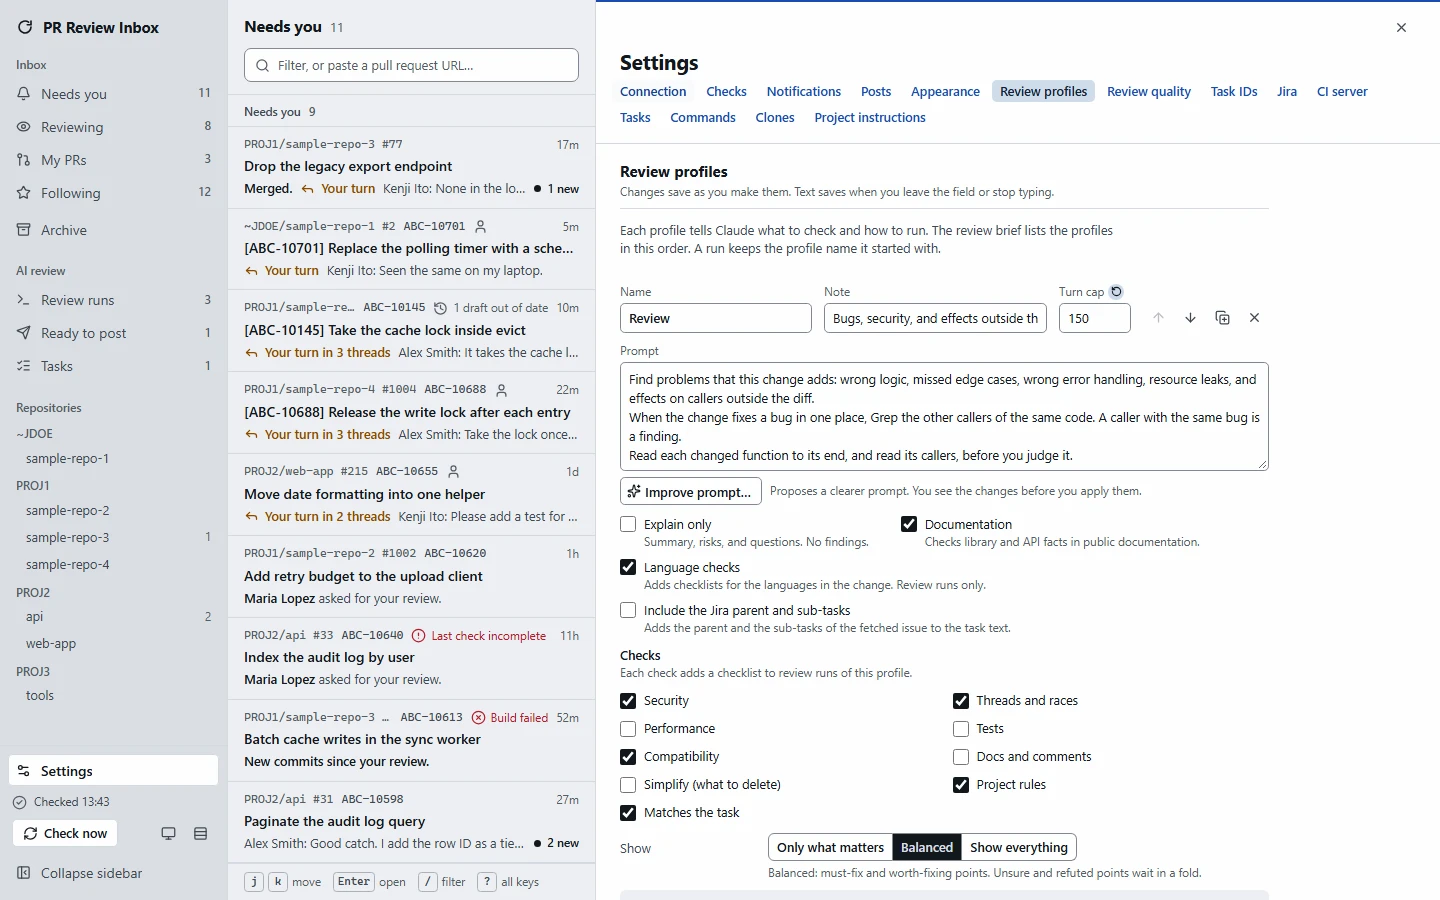 PR Review Inbox
Inbox
Needs you 11
Reviewing 8
My PRs 3
Following 12
Archive
AI review
Review runs 3
Ready to post 1
Tasks 1
Repositories
~JDOE
sample-repo-1
PROJ1
sample-repo-2
sample-repo-3 1
sample-repo-4
PROJ2
api 2
web-app
PROJ3
tools
Settings
Checked 13:43
Check now
Collapse sidebar
Needs you 11
Filter, or paste a pull request URL...
Needs you 9
PROJ1/sample-repo-3 #77 17m
Drop the legacy export endpoint
Merged. Your turn Kenji Ito: None in the lo... 1 new
~JDOE/sample-repo-1 #2 ABC-10701 5m
[ABC-10701] Replace the polling timer with a sche...
Your turn Kenji Ito: Seen the same on my laptop.
PROJ1/sample-re... ABC-10145 1 draft out of date 10m
[ABC-10145] Take the cache lock inside evict
Your turn in 3 threads Alex Smith: It takes the cache l...
PROJ1/sample-repo-4 #1004 ABC-10688 22m
[ABC-10688] Release the write lock after each entry
Your turn in 3 threads Alex Smith: Take the lock once...
PROJ2/web-app #215 ABC-10655 1d
Move date formatting into one helper
Your turn in 2 threads Kenji Ito: Please add a test for ...
PROJ1/sample-repo-2 #1002 ABC-10620 1h
Add retry budget to the upload client
Maria Lopez asked for your review.
PROJ2/api #33 ABC-10640 Last check incomplete 11h
Index the audit log by user
Maria Lopez asked for your review.
PROJ1/sample-repo-3 ... ABC-10613 Build failed 52m
Batch cache writes in the sync worker
New commits since your review.
PROJ2/api #31 ABC-10598 27m
Paginate the audit log query
Alex Smith: Good catch. I add the row ID as a tie... 2 new
j k move Enter open / filter ? all keys
Settings
Connection Checks Notifications Posts Appearance Review profiles Review quality Task IDs Jira CI server
Tasks Commands Clones Project instructions
Review profiles
Changes save as you make them. Text saves when you leave the field or stop typing.
Each profile tells Claude what to check and how to run. The review brief lists the profiles
in this order. A run keeps the profile name it started with.
Name Note Turn cap
Review Bugs, security, and effects outside th 150
Prompt
Find problems that this change adds: wrong logic, missed edge cases, wrong error handling, resource leaks, and
effects on callers outside the diff.
When the change fixes a bug in one place, Grep the other callers of the same code. A caller with the same bug is
a finding.
Read each changed function to its end, and read its callers, before you judge it.
Improve prompt... Proposes a clearer prompt. You see the changes before you apply them.
Explain only Documentation
Summary, risks, and questions. No findings. Checks library and API facts in public documentation.
Language checks
Adds checklists for the languages in the change. Review runs only.
Include the Jira parent and sub-tasks
Adds the parent and the sub-tasks of the fetched issue to the task text.
Checks
Each check adds a checklist to review runs of this profile.
Security Threads and races
Performance Tests
Compatibility Docs and comments
Simplify (what to delete) Project rules
Matches the task
Show Only what matters Balanced Show everything
Balanced: must-fix and worth-fixing points. Unsure and refuted points wait in a fold.